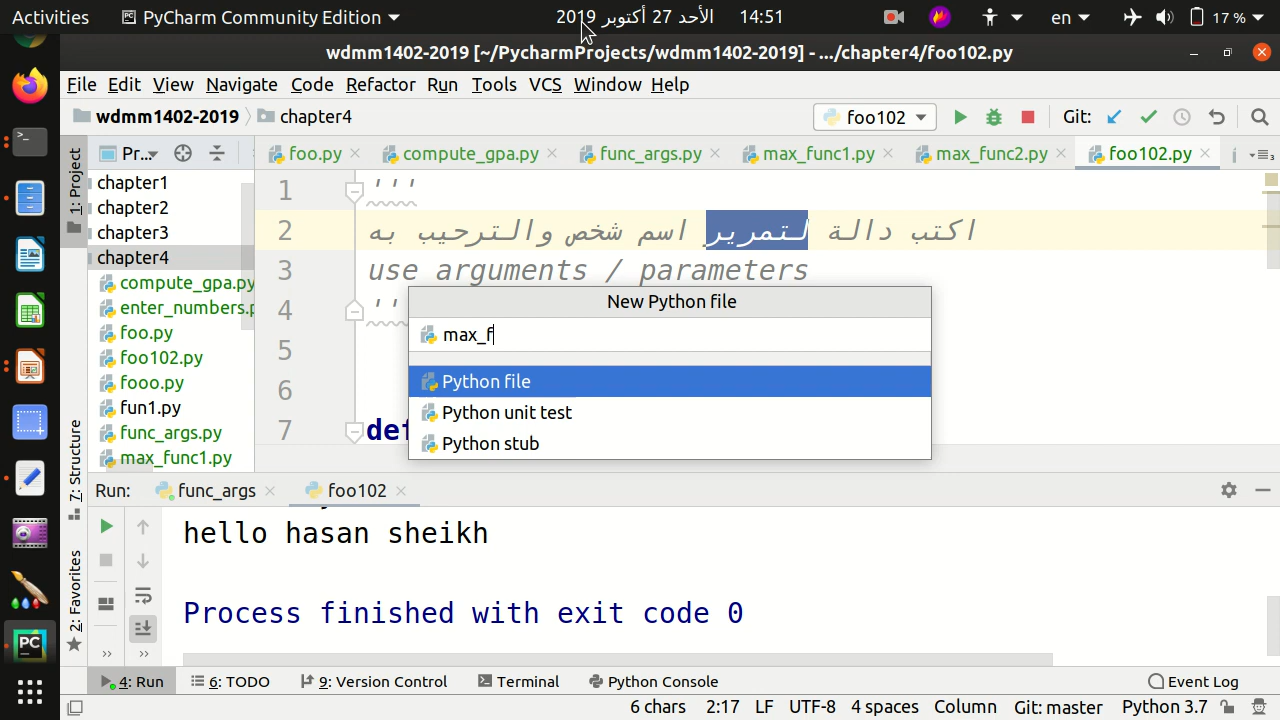 Activities
PyCharm Community Edition
الأحد 27 أكتوبر 2019
14:51
en
17 %
wdmm1402-2019 [~/PycharmProjects/wdmm1402-2019] - .../chapter4/foo102.py
File Edit View Navigate Code Refactor Run Tools VCS Window Help
wdmm1402-2019
chapter4
foo102
Git:
1: Project
Pr...
foo.py
compute_gpa.py
func_args.py
max_func1.py
max_func2.py
foo102.py
chapter1
chapter2
chapter3
chapter4
compute_gpa.py
enter_numbers.p
foo.py
foo102.py
fooo.py
fun1.py
func_args.py
max_func1.py
1 '''
2 اكتب دالة لتمرير اسم شخص والترحيب به
3 use arguments / parameters
4 ''
5
6
7 def
New Python file
max_f
Python file
Python unit test
Python stub
7: Structure
2: Favorites
Run:
func_args
foo102
hello hasan sheikh
Process finished with exit code 0
4: Run
6: TODO
9: Version Control
Terminal
Python Console
Event Log
6 chars
2:17
LF
UTF-8
4 spaces
Column
Git: master
Python 3.7